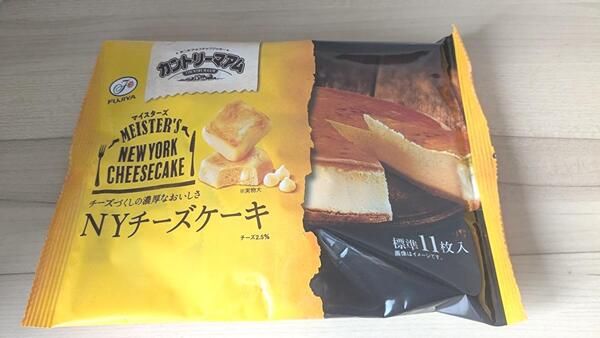 カントリーマアム
FUJIYA
マイスターズ
MEISTER'S
NEW YORK
CHEESECAKE
※実物大
チーズづくしの濃厚なおいしさ
NYチーズケーキ
チーズ2.5%
標準11枚入
画像はイメージです。